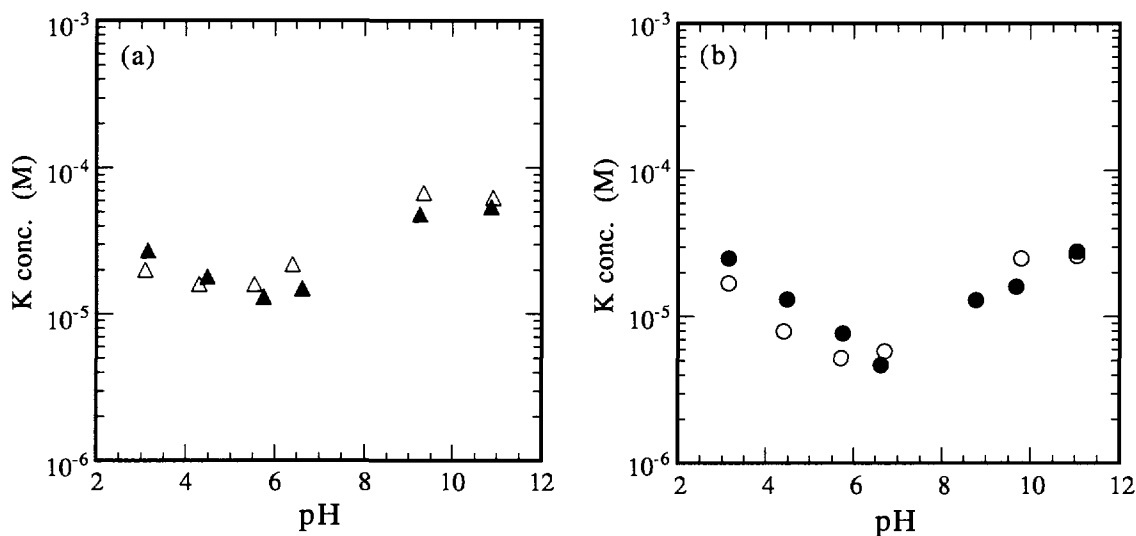 (a)
10⁻³
10⁻⁴
10⁻⁵
10⁻⁶
K conc. (M)
2 4 6 8 10 12
pH
(b)
10⁻³
10⁻⁴
10⁻⁵
10⁻⁶
K conc. (M)
2 4 6 8 10 12
pH